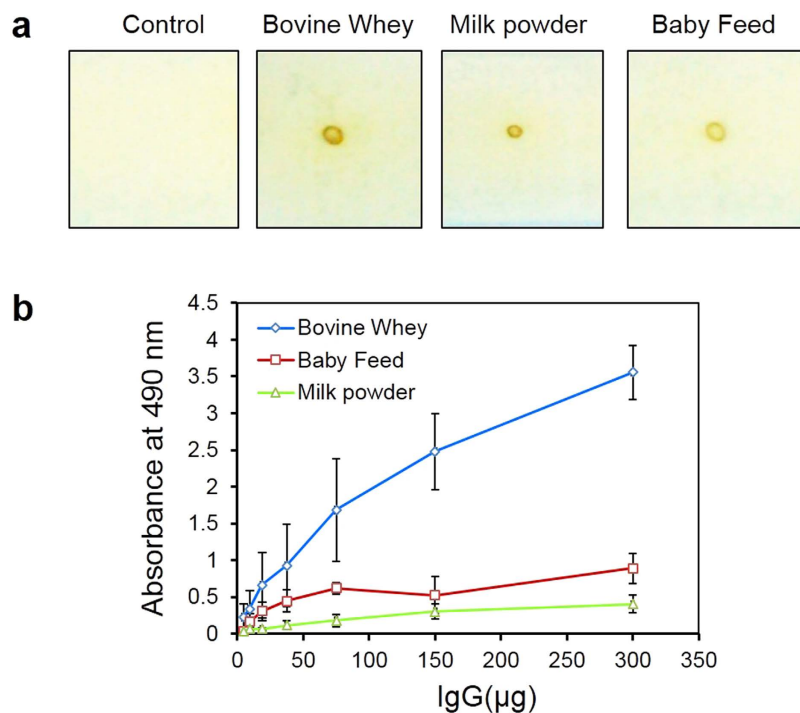 a
Control Bovine Whey Milk powder Baby Feed
b
Absorbance at 490 nm
4.5
4
3.5
3
2.5
2
1.5
1
0.5
0
Bovine Whey
Baby Feed
Milk powder
0 50 100 150 200 250 300 350
IgG(µg)